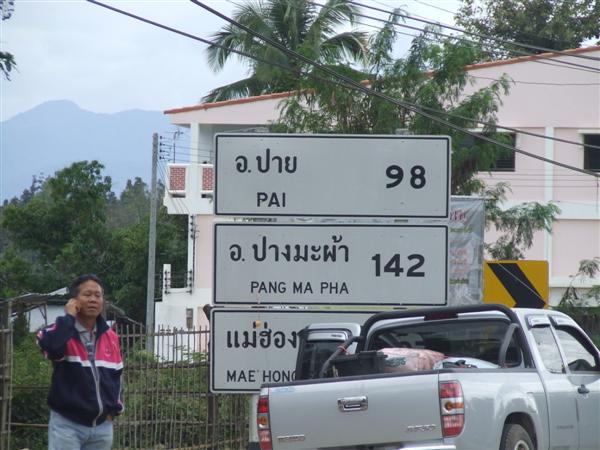 อ.ปาย 98
PAI
อ.ปางมะผ้า 142
PANG MA PHA
แม่ฮ่อง
MAE HONG